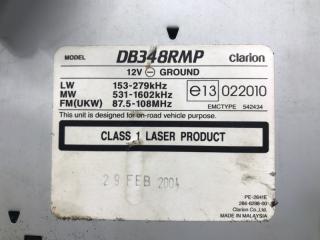 MODEL DB348RMP clarion
12V ⊖ GROUND
LW 153-279kHz
MW 531-1602kHz
FM(UKW) 87.5-108MHz
e13 022010
EMCTYPE 542434
This unit is designed for on-road vehicle purpose.
CLASS 1 LASER PRODUCT
29 FEB 2004
PE-2641E
Clarion Co.,Ltd.
MADE IN MALAYSIA